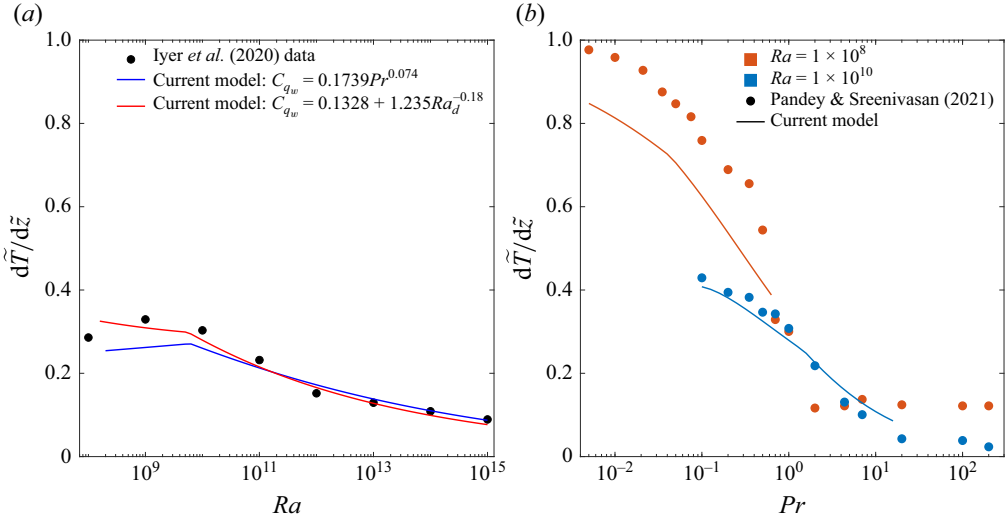 (a)
1.0
0.8
0.6
0.4
0.2
0
dT̃/dz̃
Iyer et al. (2020) data
Current model: C_{q_w} = 0.1739Pr^{0.074}
Current model: C_{q_w} = 0.1328 + 1.235Ra_d^{−0.18}
10^9 10^{11} 10^{13} 10^{15}
Ra
(b)
1.0
0.8
0.6
0.4
0.2
0
dT̃/dz̃
Ra = 1 × 10^8
Ra = 1 × 10^{10}
Pandey & Sreenivasan (2021)
Current model
10^{−2} 10^{−1} 10^0 10^1 10^2
Pr